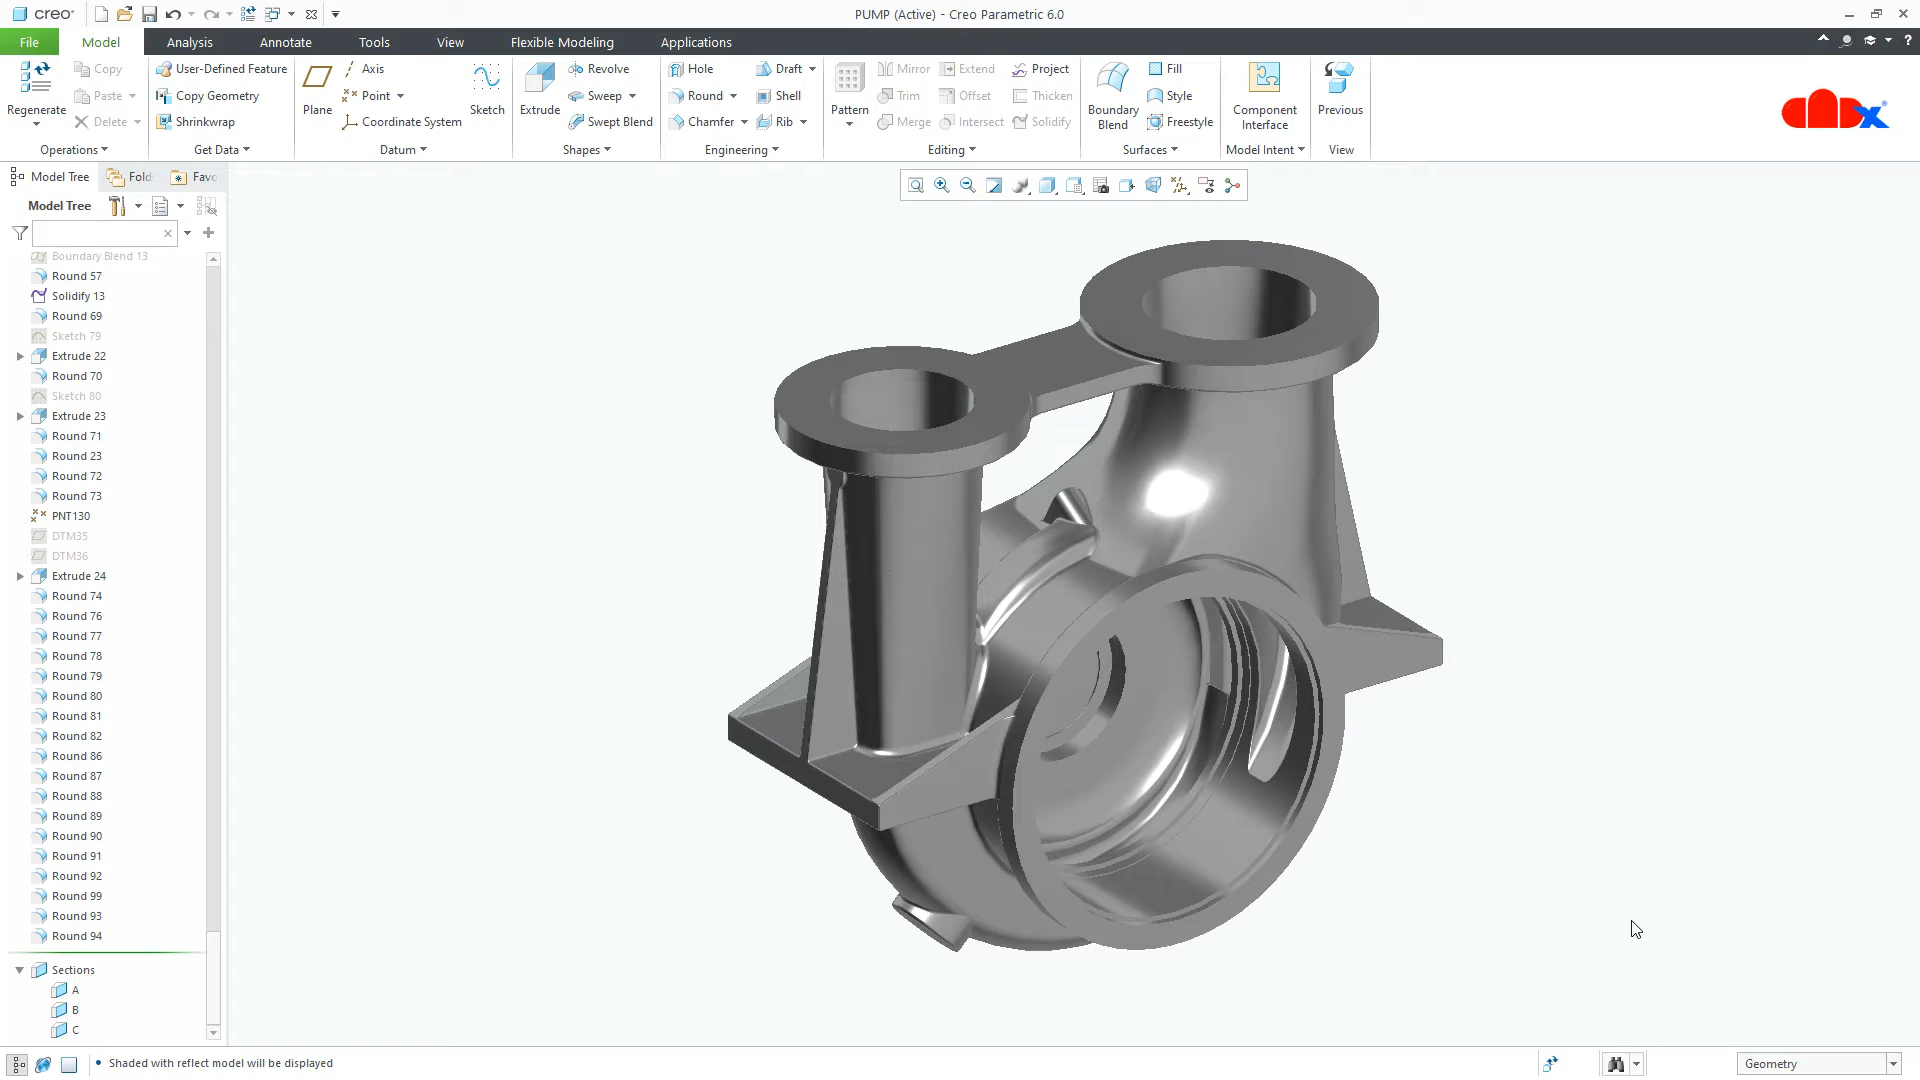 creo
PUMP (Active) - Creo Parametric 6.0
File
Model
Analysis
Annotate
Tools
View
Flexible Modeling
Applications
Regenerate
Copy
Paste
Delete
Operations
User-Defined Feature
Copy Geometry
Shrinkwrap
Get Data
Plane
Axis
Point
Coordinate System
Sketch
Datum
Extrude
Revolve
Sweep
Swept Blend
Shapes
Hole
Round
Chamfer
Draft
Shell
Rib
Engineering
Pattern
Mirror
Trim
Merge
Extend
Offset
Intersect
Project
Thicken
Solidify
Editing
Boundary
Blend
Fill
Style
Freestyle
Surfaces
Component
Interface
Model Intent
Previous
View
Model Tree
Fold
Favo
Model Tree
Boundary Blend 13
Round 57
Solidify 13
Round 69
Sketch 79
Extrude 22
Round 70
Sketch 80
Extrude 23
Round 71
Round 23
Round 72
Round 73
PNT130
DTM35
DTM36
Extrude 24
Round 74
Round 76
Round 77
Round 78
Round 79
Round 80
Round 81
Round 82
Round 86
Round 87
Round 88
Round 89
Round 90
Round 91
Round 92
Round 99
Round 93
Round 94
Sections
A
B
C
Shaded with reflect model will be displayed
Geometry